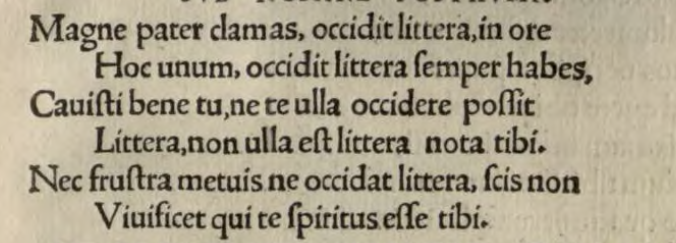 Magne pater clamas, occidit littera, in ore
Hoc unum, occidit littera ſemper habes,
Cauiſti bene tu, ne te ulla occidere poſſit
Littera, non ulla eſt littera nota tibi.
Nec fruſtra metuis ne occidat littera, ſcis non
Viuificet qui te ſpiritus eſſe tibi.